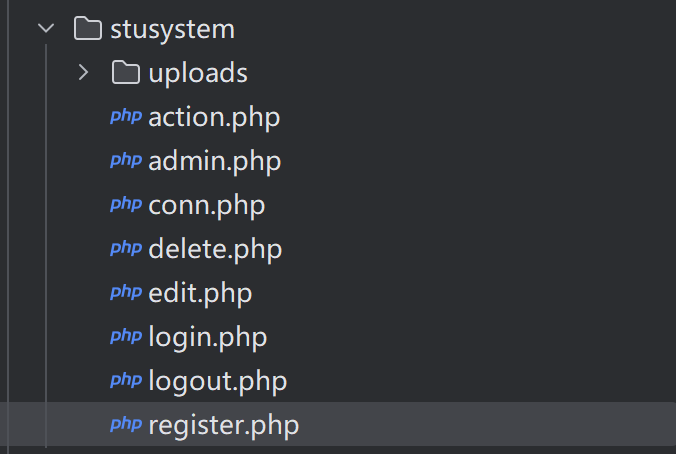 stusystem
uploads
php action.php
php admin.php
php conn.php
php delete.php
php edit.php
php login.php
php logout.php
php register.php